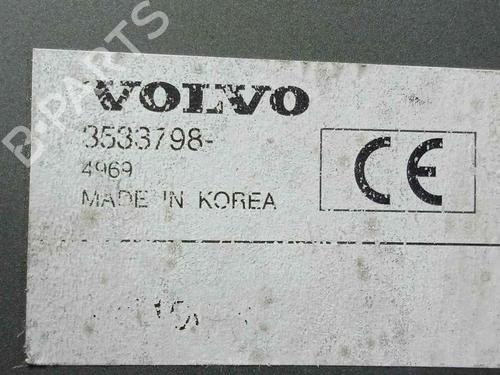 B-PARTS
VOLVO
3533798-
4969
MADE IN KOREA
CE